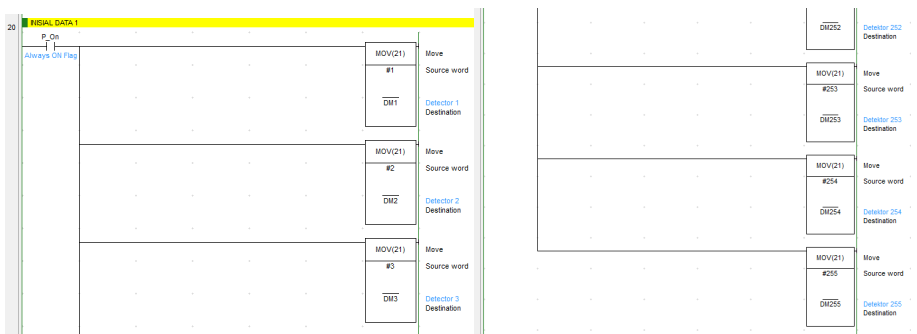 INISIAL DATA 1
20
P_On
Always ON Flag
MOV(21) Move
#1 Source word
DM1 Detector 1
Destination
MOV(21) Move
#2 Source word
DM2 Detector 2
Destination
MOV(21) Move
#3 Source word
DM3 Detector 3
Destination
DM252 Detektor 252
Destination
MOV(21) Move
#253 Source word
DM253 Detektor 253
Destination
MOV(21) Move
#254 Source word
DM254 Detektor 254
Destination
MOV(21) Move
#255 Source word
DM255 Detektor 255
Destination